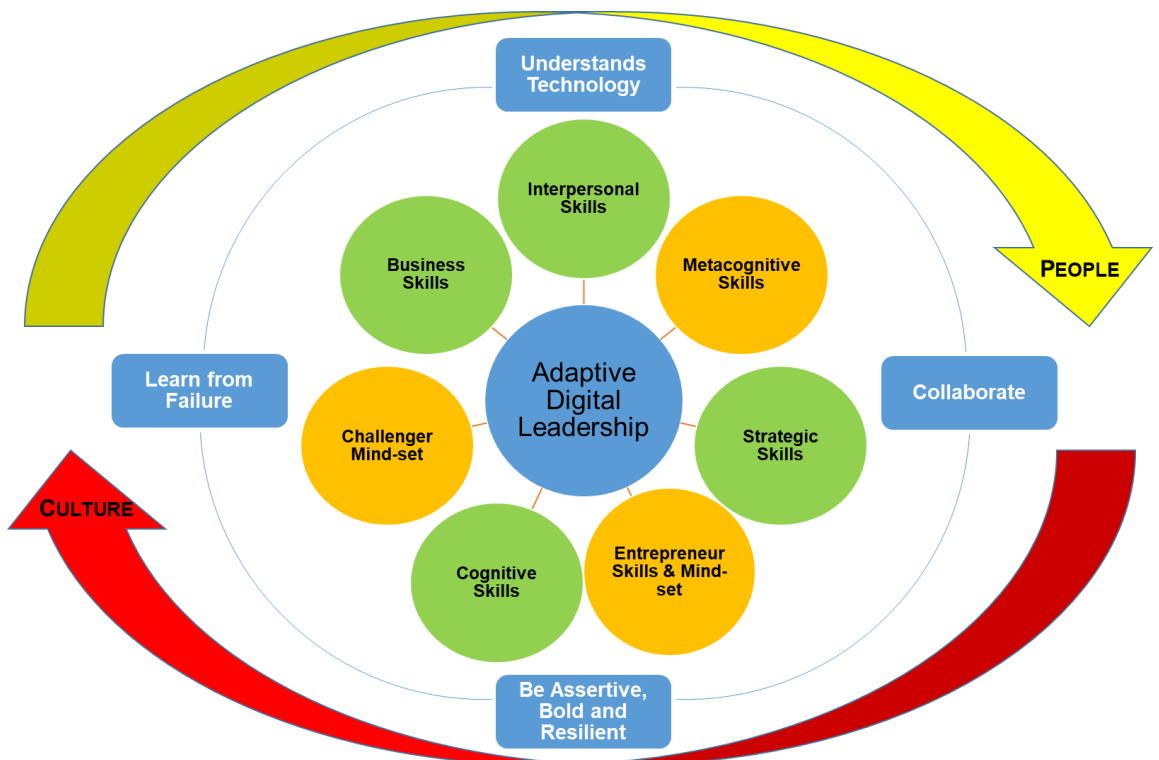 Understands
Technology
Interpersonal
Skills
Business
Skills
Metacognitive
Skills
PEOPLE
Adaptive
Digital
Leadership
Learn from
Failure
Collaborate
Challenger
Mind-set
Strategic
Skills
CULTURE
Cognitive
Skills
Entrepreneur
Skills & Mind-
set
Be Assertive,
Bold and
Resilient